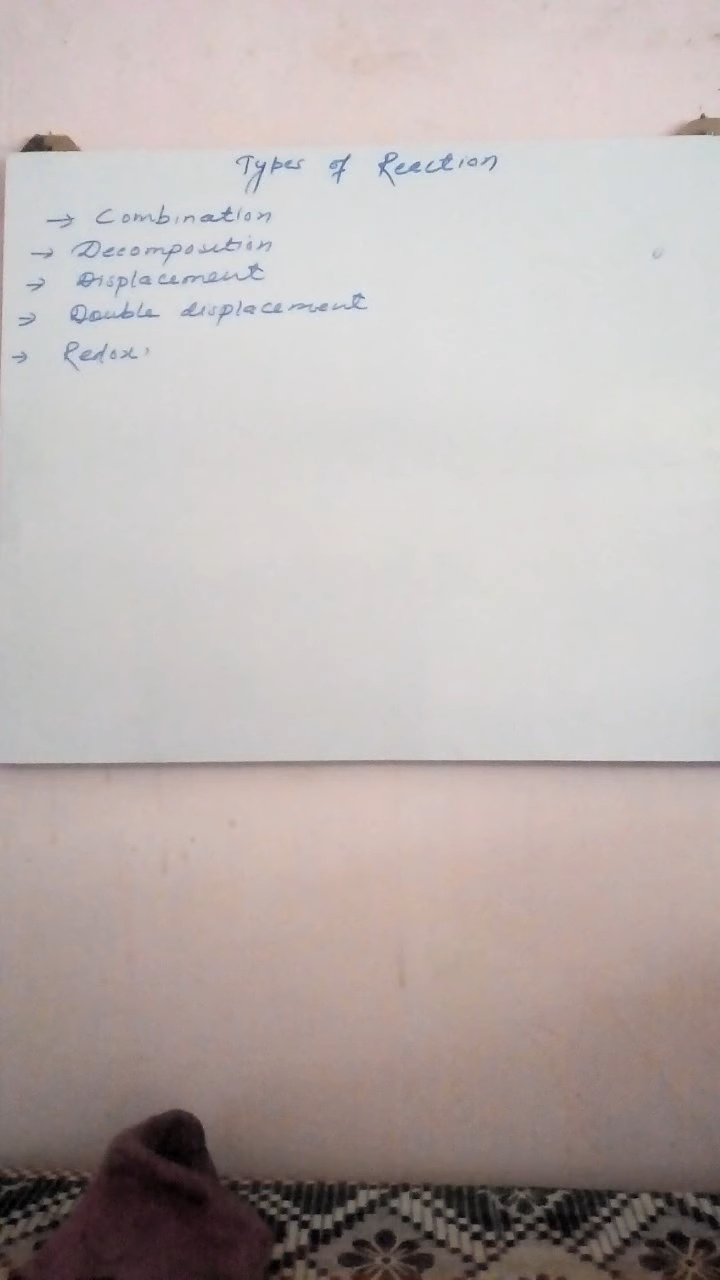 Types of Reaction
→ Combination
→ Decomposition
→ Displacement
→ Double displacement
→ Redox.